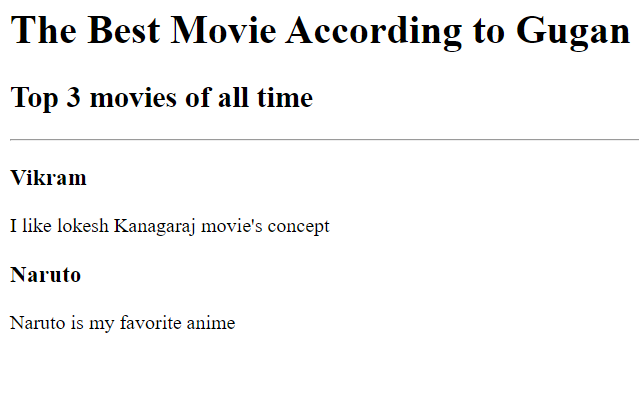 The Best Movie According to Gugan
Top 3 movies of all time
Vikram
I like lokesh Kanagaraj movie's concept
Naruto
Naruto is my favorite anime